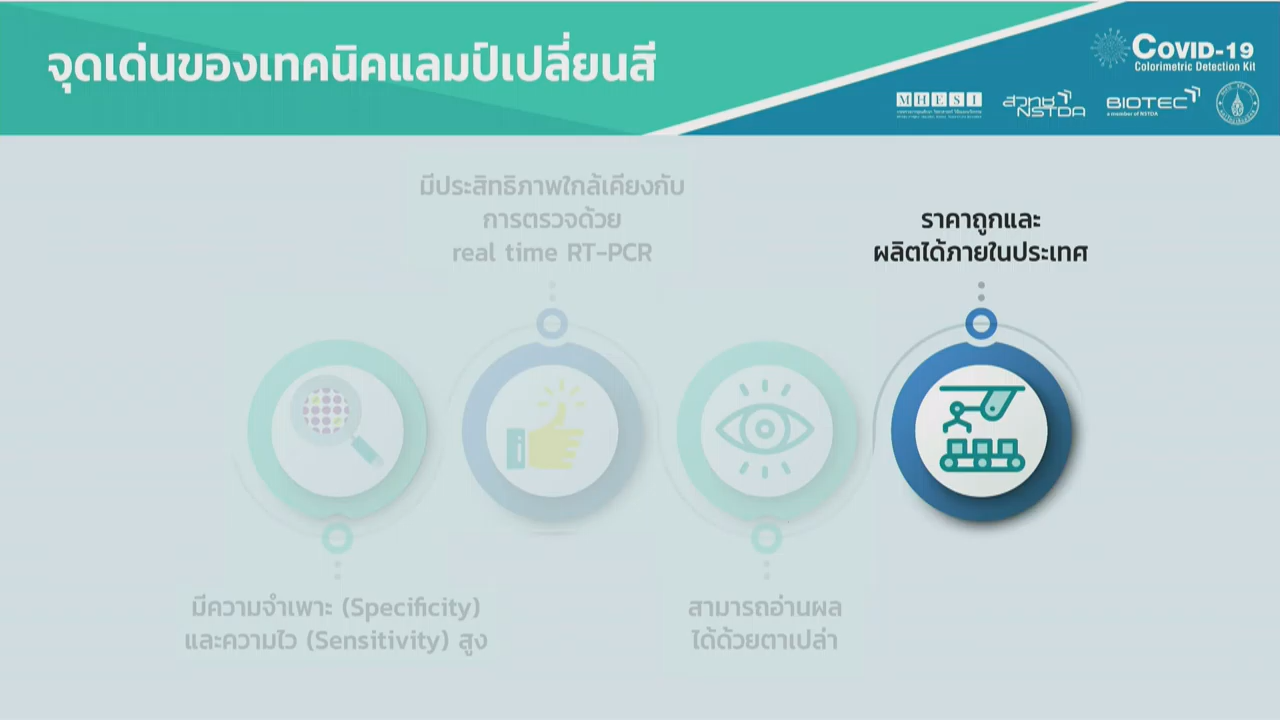 จุดเด่นของเทคนิคแลมป์เปลี่ยนสี
COVID-19
Colorimetric Detection Kit
MHESI
สวทช
NSTDA
BIOTEC
a member of NSTDA
มีประสิทธิภาพใกล้เคียงกับ
การตรวจด้วย
real time RT-PCR
ราคาถูกและ
ผลิตได้ภายในประเทศ
มีความจำเพาะ (Specificity)
และความไว (Sensitivity) สูง
สามารถอ่านผล
ได้ด้วยตาเปล่า